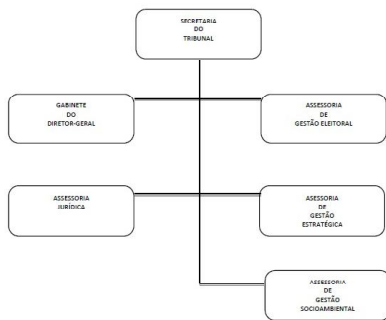 SECRETARIA
DO
TRIBUNAL
GABINETE
DO
DIRETOR-GERAL
ASSESSORIA
DE
GESTÃO ELEITORAL
ASSESSORIA
JURÍDICA
ASESSORIA
DE
GESTÃO
ESTRATÉGICA
ASSESSORIA
DE
GESTÃO
SOCIOAMBIENTAL